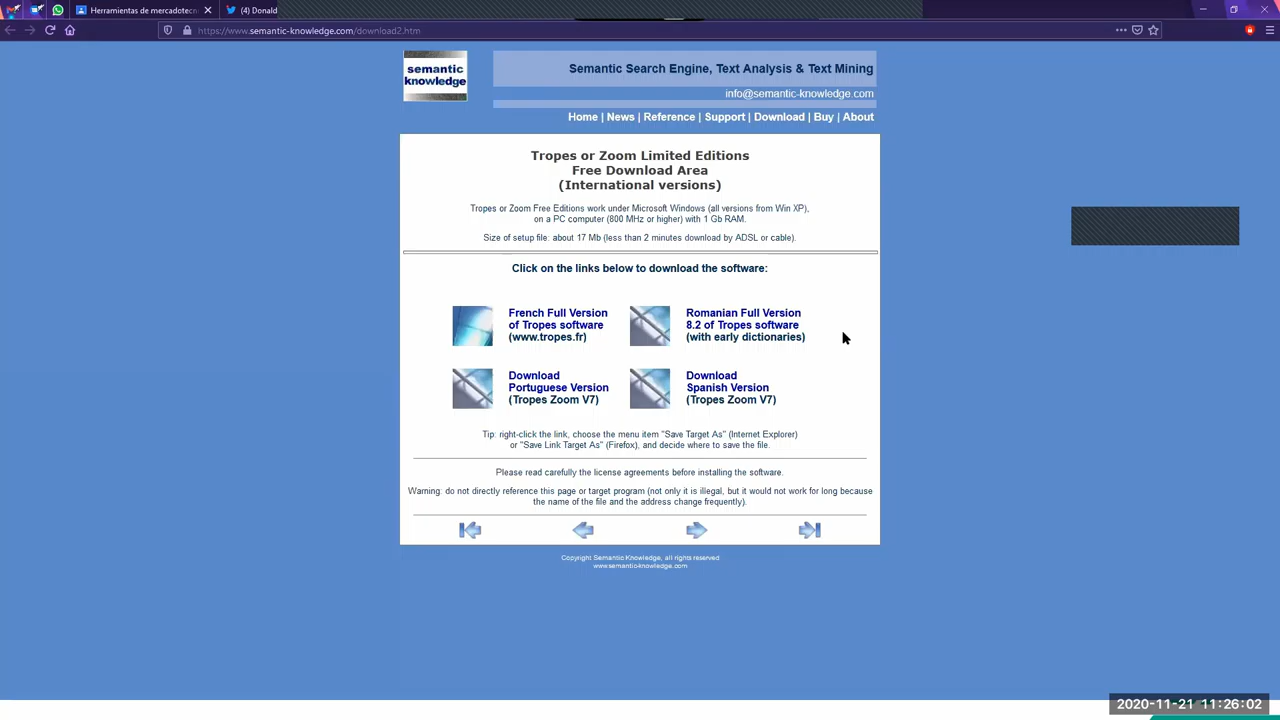 Herramientas de mercadotecn
(4) Donald
https://www.semantic-knowledge.com/download2.htm
semantic
knowledge
Semantic Search Engine, Text Analysis & Text Mining
info@semantic-knowledge.com
Home | News | Reference | Support | Download | Buy | About
Tropes or Zoom Limited Editions
Free Download Area
(International versions)
Tropes or Zoom Free Editions work under Microsoft Windows (all versions from Win XP),
on a PC computer (800 MHz or higher) with 1 Gb RAM.
Size of setup file: about 17 Mb (less than 2 minutes download by ADSL or cable).
Click on the links below to download the software:
French Full Version
of Tropes software
(www.tropes.fr)
Romanian Full Version
8.2 of Tropes software
(with early dictionaries)
Download
Portuguese Version
(Tropes Zoom V7)
Download
Spanish Version
(Tropes Zoom V7)
Tip: right-click the link, choose the menu item "Save Target As" (Internet Explorer)
or "Save Link Target As" (Firefox), and decide where to save the file.
Please read carefully the license agreements before installing the software.
Warning: do not directly reference this page or target program (not only it is illegal, but it would not work for long because
the name of the file and the address change frequently).
Copyright Semantic-Knowledge, all rights reserved
www.semantic-knowledge.com
2020-11-21 11:26:02